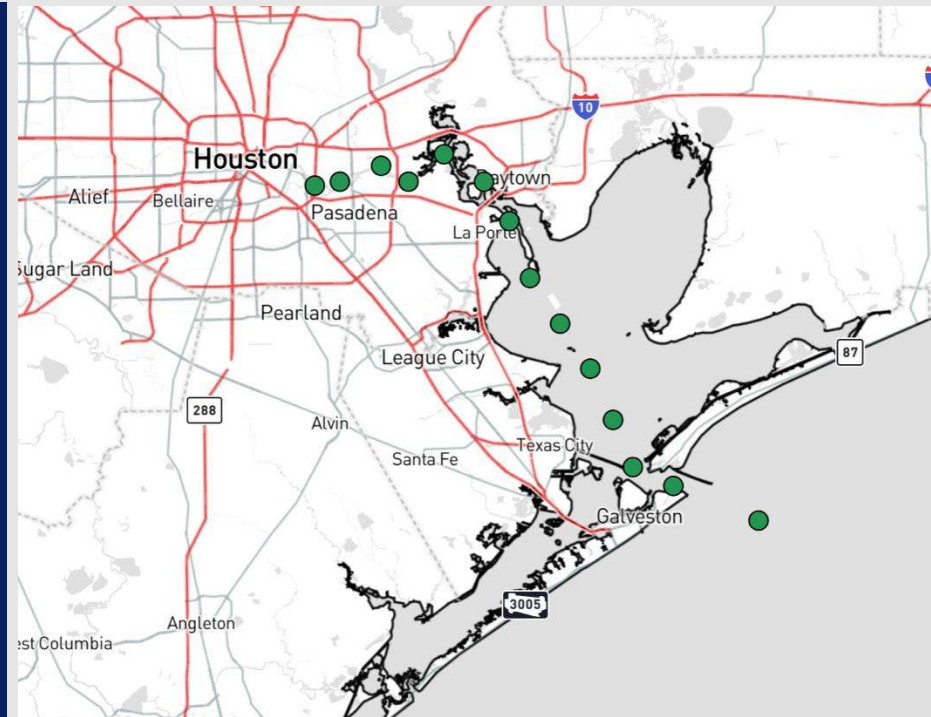 10
Houston
Baytown
Alief
Bellaire
Pasadena
La Porte
Sugar Land
Pearland
League City
87
288
Alvin
Texas City
Santa Fe
Galveston
3005
Angleton
est Columbia